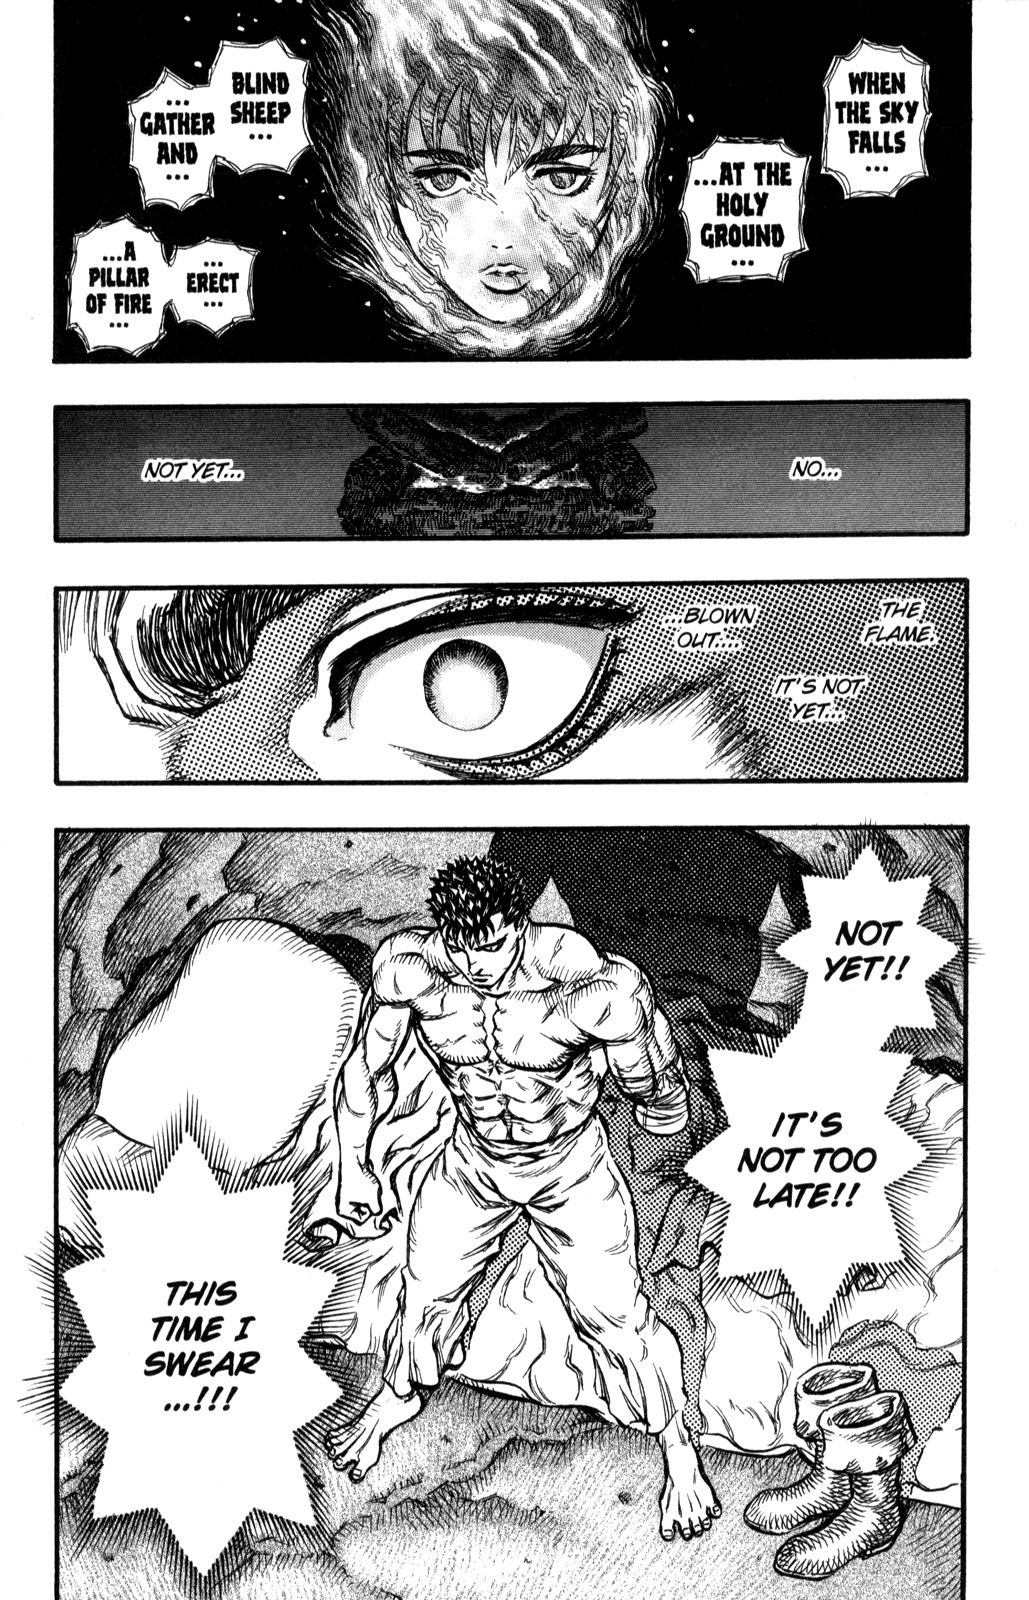 WHEN
THE SKY
FALLS
...
...AT THE
HOLY
GROUND
...
BLIND
SHEEP
...
...
GATHER
AND
...
...
ERECT
...
...A
PILLAR
OF FIRE
...
NO...
NOT YET...
THE
FLAME.
IT'S NOT
YET...
...BLOWN
OUT....
NOT
YET!!
IT'S
NOT TOO
LATE!!
THIS
TIME I
SWEAR
...!!!